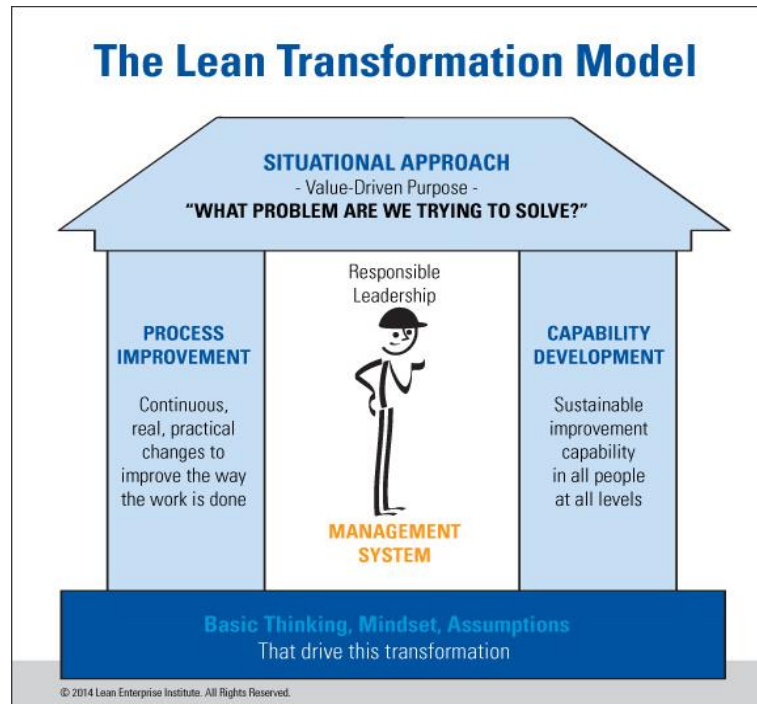 The Lean Transformation Model
SITUATIONAL APPROACH
- Value-Driven Purpose -
“WHAT PROBLEM ARE WE TRYING TO SOLVE?”
PROCESS
IMPROVEMENT
Continuous,
real, practical
changes to
improve the way
the work is done
Responsible
Leadership
MANAGEMENT
SYSTEM
CAPABILITY
DEVELOPMENT
Sustainable
improvement
capability
in all people
at all levels
Basic Thinking, Mindset, Assumptions
That drive this transformation
© 2014 Lean Enterprise Institute. All Rights Reserved.